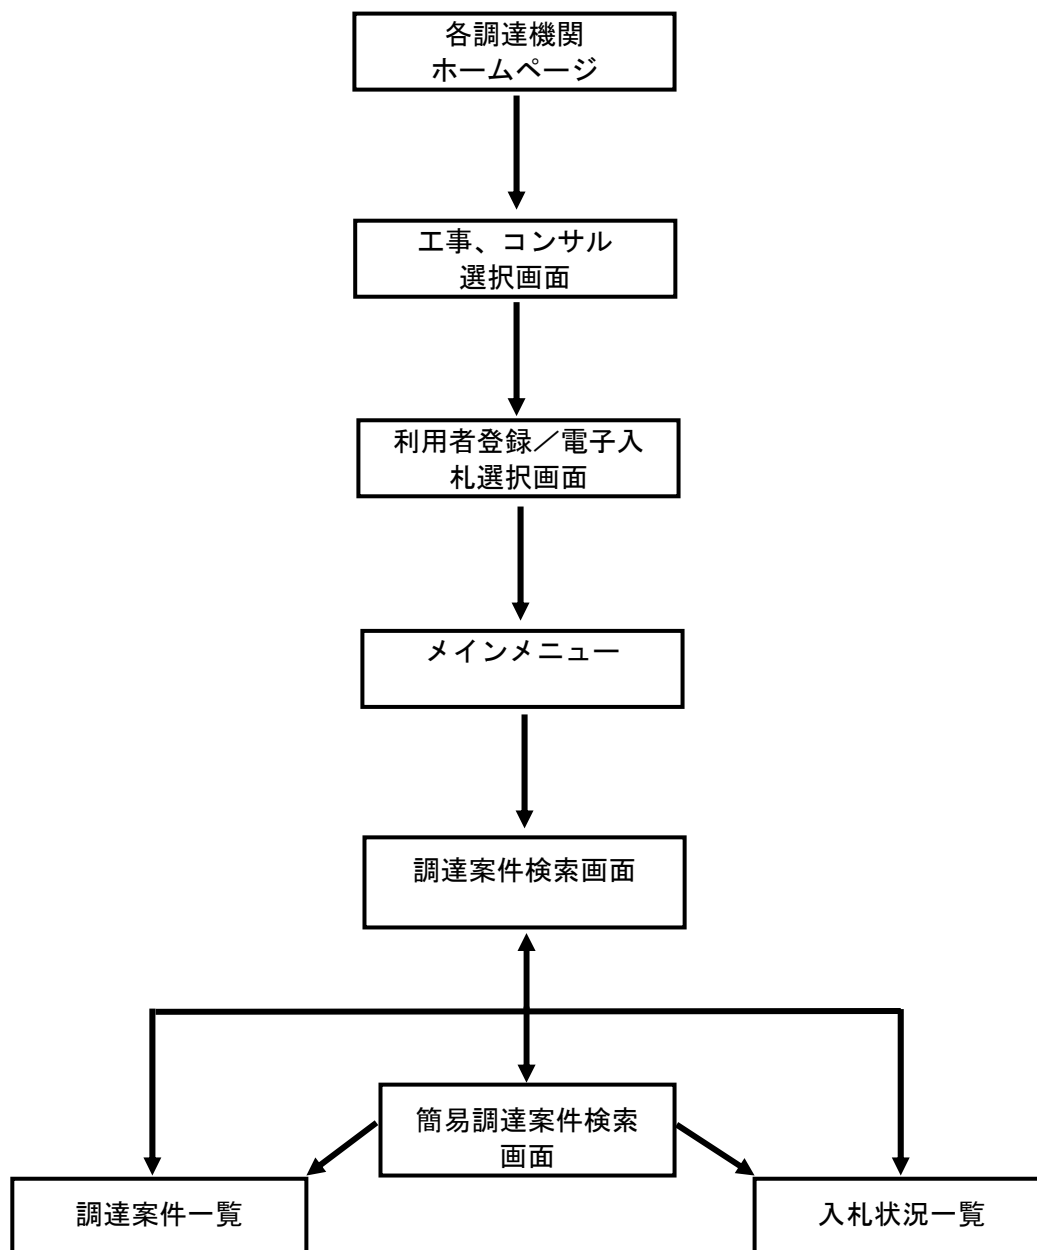 各調達機関
ホームページ
工事、コンサル
選択画面
利用者登録／電子入
札選択画面
メインメニュー
調達案件検索画面
簡易調達案件検索
画面
調達案件一覧
入札状況一覧